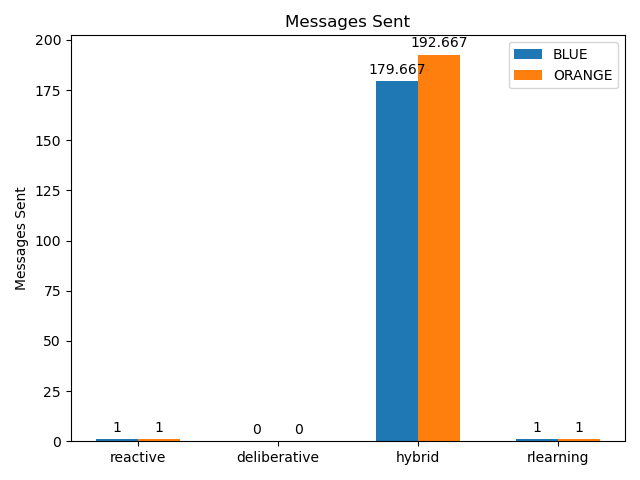 Messages Sent
BLUE
ORANGE
Messages Sent
200
175
150
125
100
75
50
25
0
1
1
0
0
179.667
192.667
1
1
reactive
deliberative
hybrid
rlearning